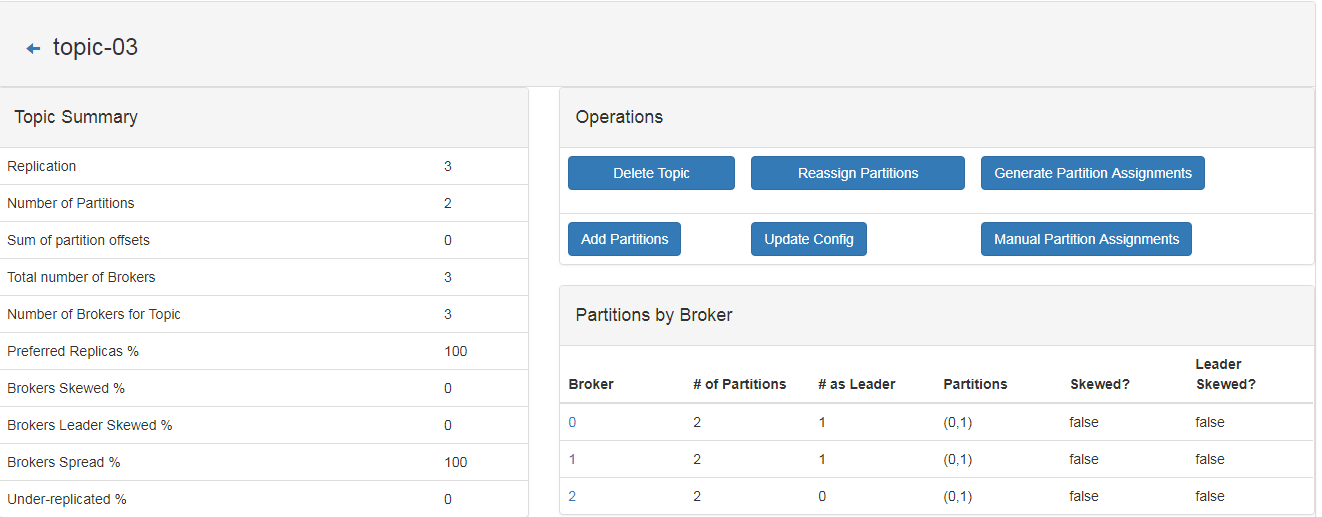 topic-03
Topic Summary
Replication 3
Number of Partitions 2
Sum of partition offsets 0
Total number of Brokers 3
Number of Brokers for Topic 3
Preferred Replicas % 100
Brokers Skewed % 0
Brokers Leader Skewed % 0
Brokers Spread % 100
Under-replicated % 0
Operations
Delete Topic Reassign Partitions Generate Partition Assignments
Add Partitions Update Config Manual Partition Assignments
Partitions by Broker
Broker # of Partitions # as Leader Partitions Skewed? Leader Skewed?
0 2 1 (0,1) false false
1 2 1 (0,1) false false
2 2 0 (0,1) false false